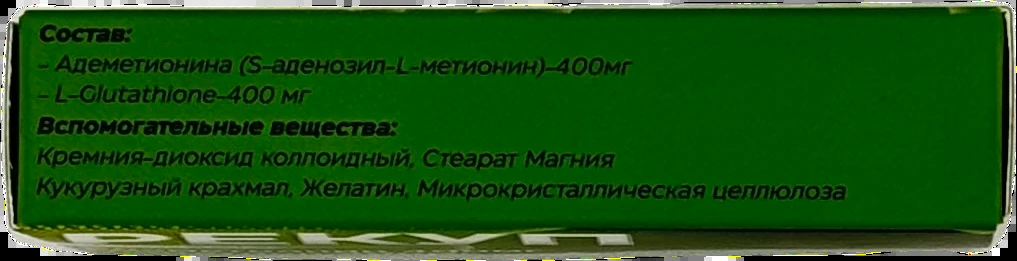 Состав:
- Адеметионина (S-аденозил-L-метионин)-400мг
- L-Glutathione-400 мг
Вспомогательные вещества:
Кремния-диоксид коллоидный, Стеарат Магния
Кукурузный крахмал, Желатин, Микрокристаллическая целлюлоза